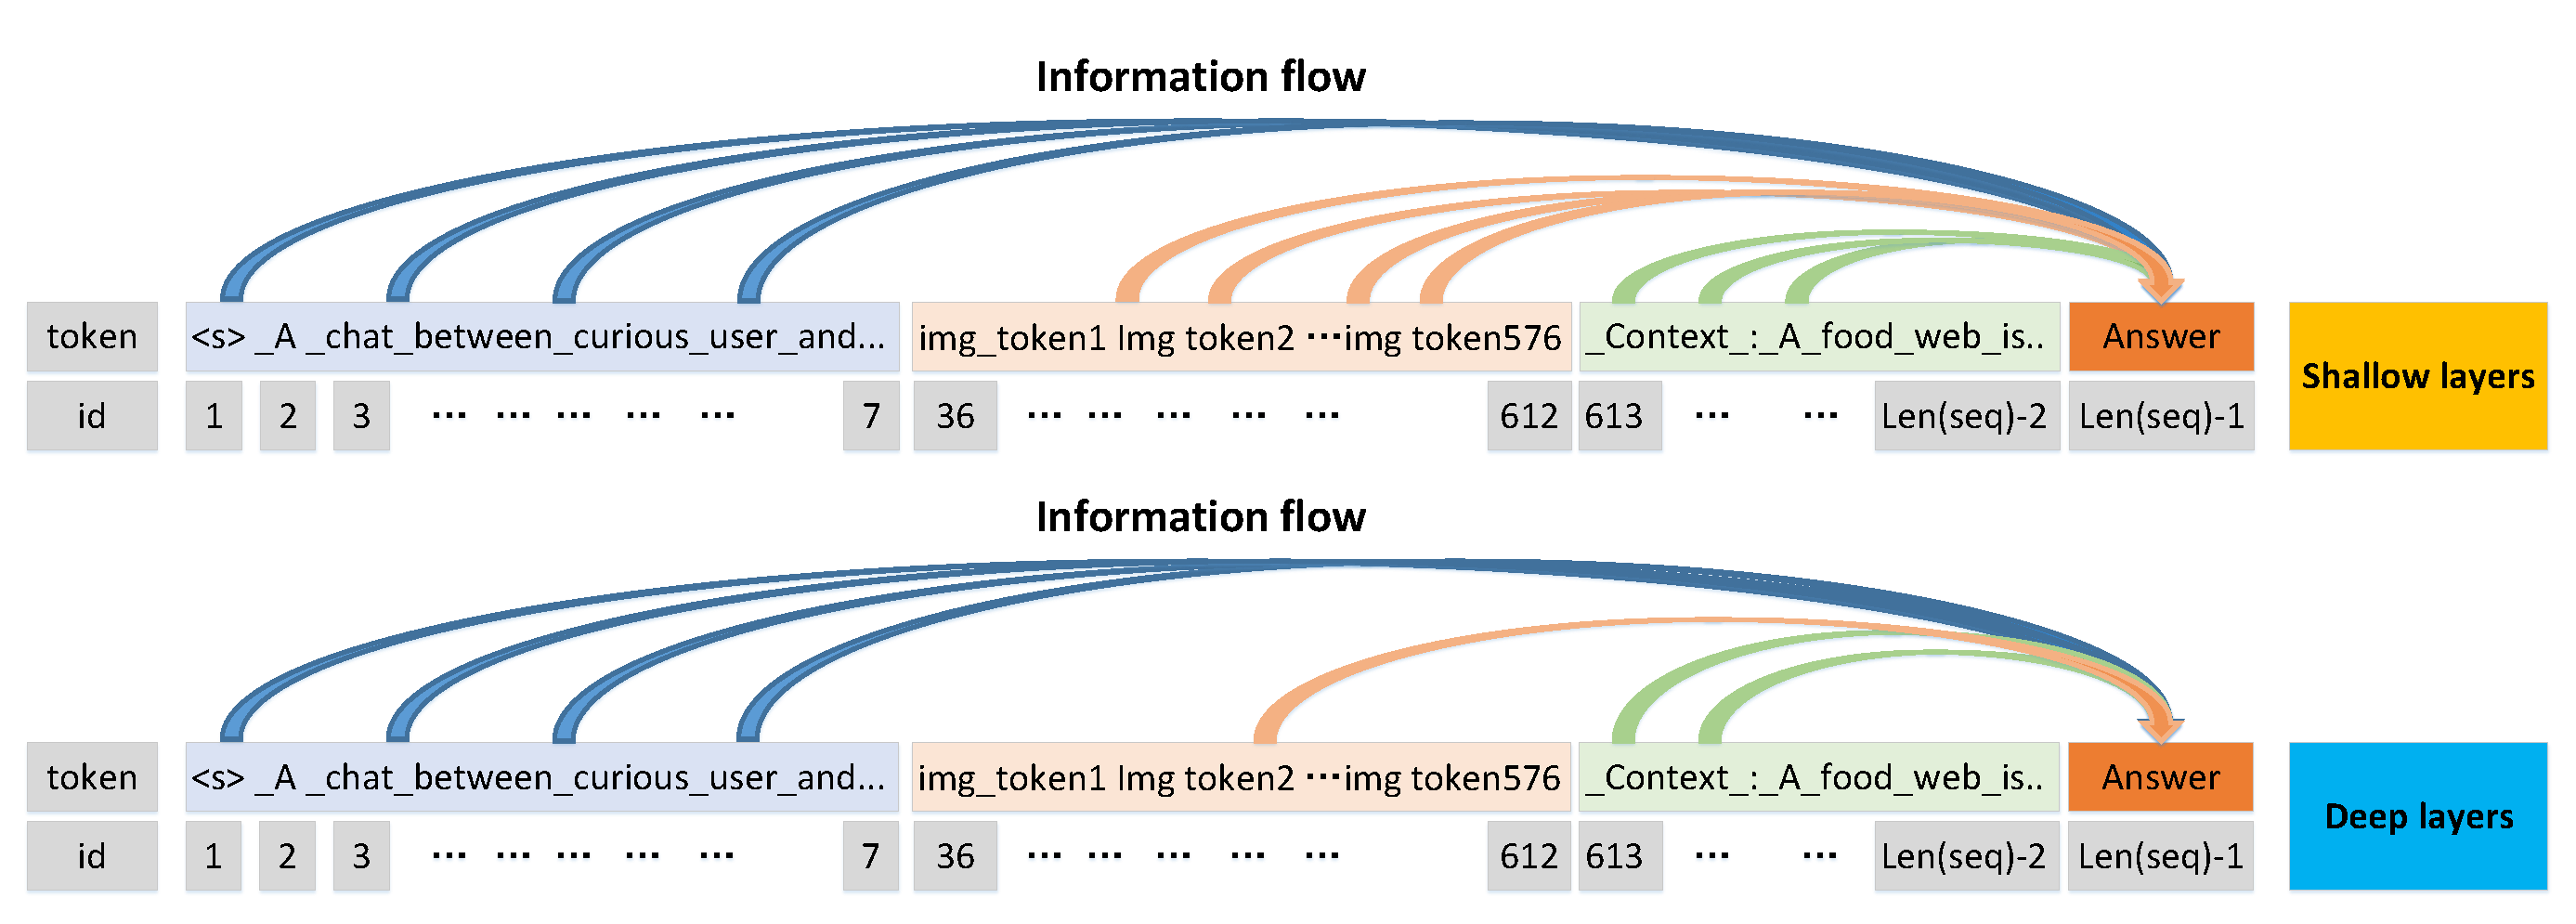 Information flow
token <s> _A _chat_between_curious_user_and... img_token1 Img token2 ···img token576 _Context_:_A_food_web_is.. Answer
Shallow layers
id 1 2 3 ··· ··· ··· ··· ··· 7 36 ··· ··· ··· ··· ··· 612 613 ··· ··· Len(seq)-2 Len(seq)-1
Information flow
token <s> _A _chat_between_curious_user_and... img_token1 Img token2 ···img token576 _Context_:_A_food_web_is.. Answer
Deep layers
id 1 2 3 ··· ··· ··· ··· ··· 7 36 ··· ··· ··· ··· ··· 612 613 ··· ··· Len(seq)-2 Len(seq)-1